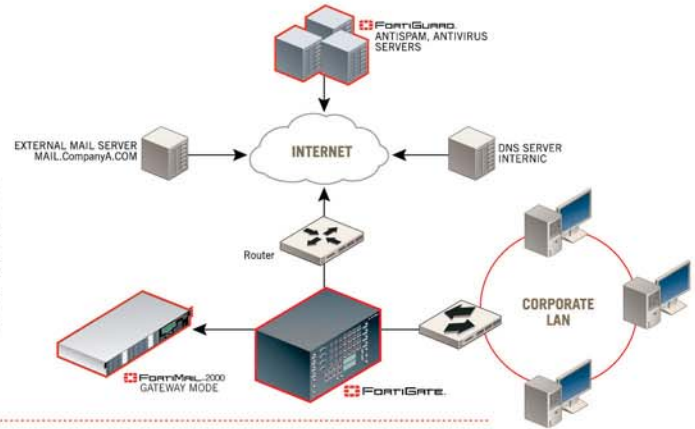 FORTIGUARD.
ANTISPAM, ANTIVIRUS
SERVERS
EXTERNAL MAIL SERVER
MAIL.CompanyA.COM
INTERNET
DNS SERVER
INTERNIC
Router
CORPORATE
LAN
FORTIMAIL 2000
GATEWAY MODE
FORTIGATE.